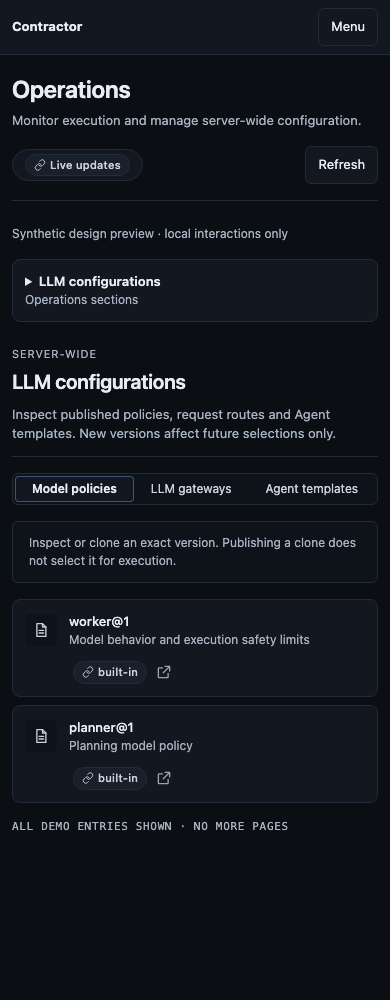 Contractor
Menu
Operations
Monitor execution and manage server-wide configuration.
Live updates
Refresh
Synthetic design preview · local interactions only
LLM configurations
Operations sections
SERVER-WIDE
LLM configurations
Inspect published policies, request routes and Agent
templates. New versions affect future selections only.
Model policies
LLM gateways
Agent templates
Inspect or clone an exact version. Publishing a clone does
not select it for execution.
worker@1
Model behavior and execution safety limits
built-in
planner@1
Planning model policy
built-in
ALL DEMO ENTRIES SHOWN · NO MORE PAGES